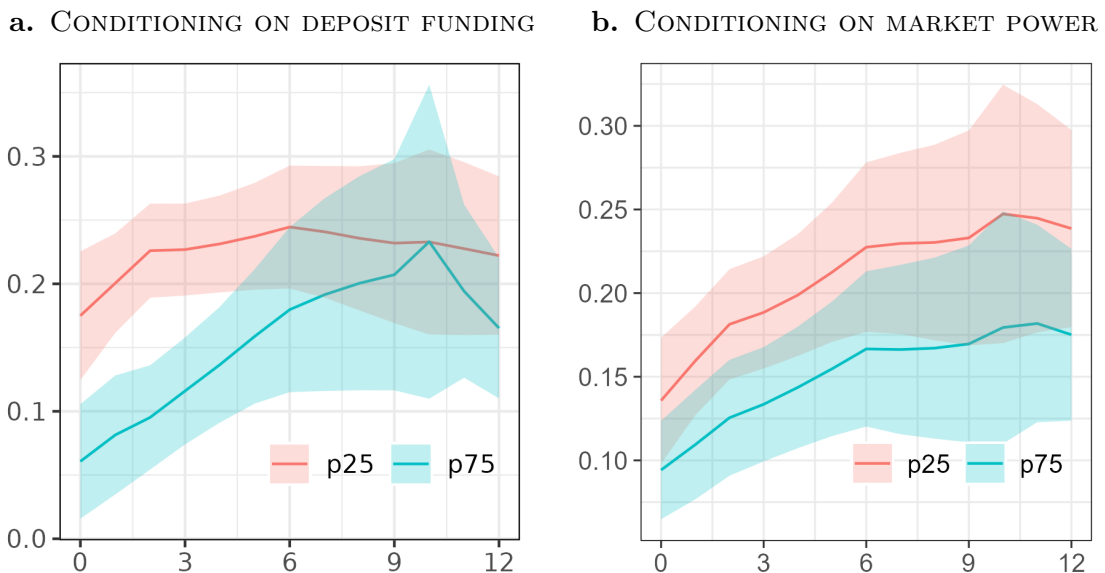 a. CONDITIONING ON DEPOSIT FUNDING
0.3
0.2
0.1
0.0
0 3 6 9 12
p25 p75
b. CONDITIONING ON MARKET POWER
0.30
0.25
0.20
0.15
0.10
0 3 6 9 12
p25 p75